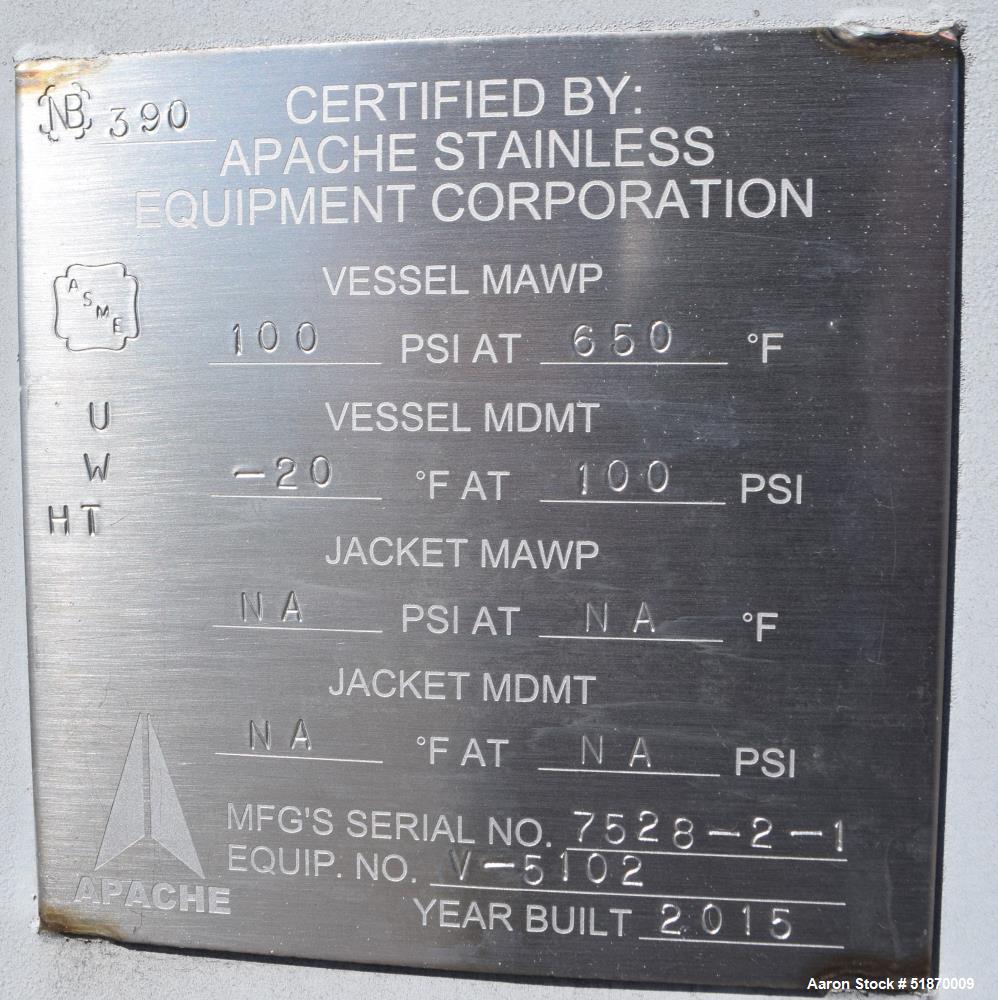 NB 390
CERTIFIED BY:
APACHE STAINLESS
EQUIPMENT CORPORATION
ASME
VESSEL MAWP
100 PSI AT 650 °F
U
VESSEL MDMT
W
-20 °F AT 100 PSI
HT
JACKET MAWP
NA PSI AT NA °F
JACKET MDMT
NA °F AT NA PSI
MFG'S SERIAL NO. 7528-2-1
EQUIP. NO. V-5102
APACHE
YEAR BUILT 2015
Aaron Stock # 51870009